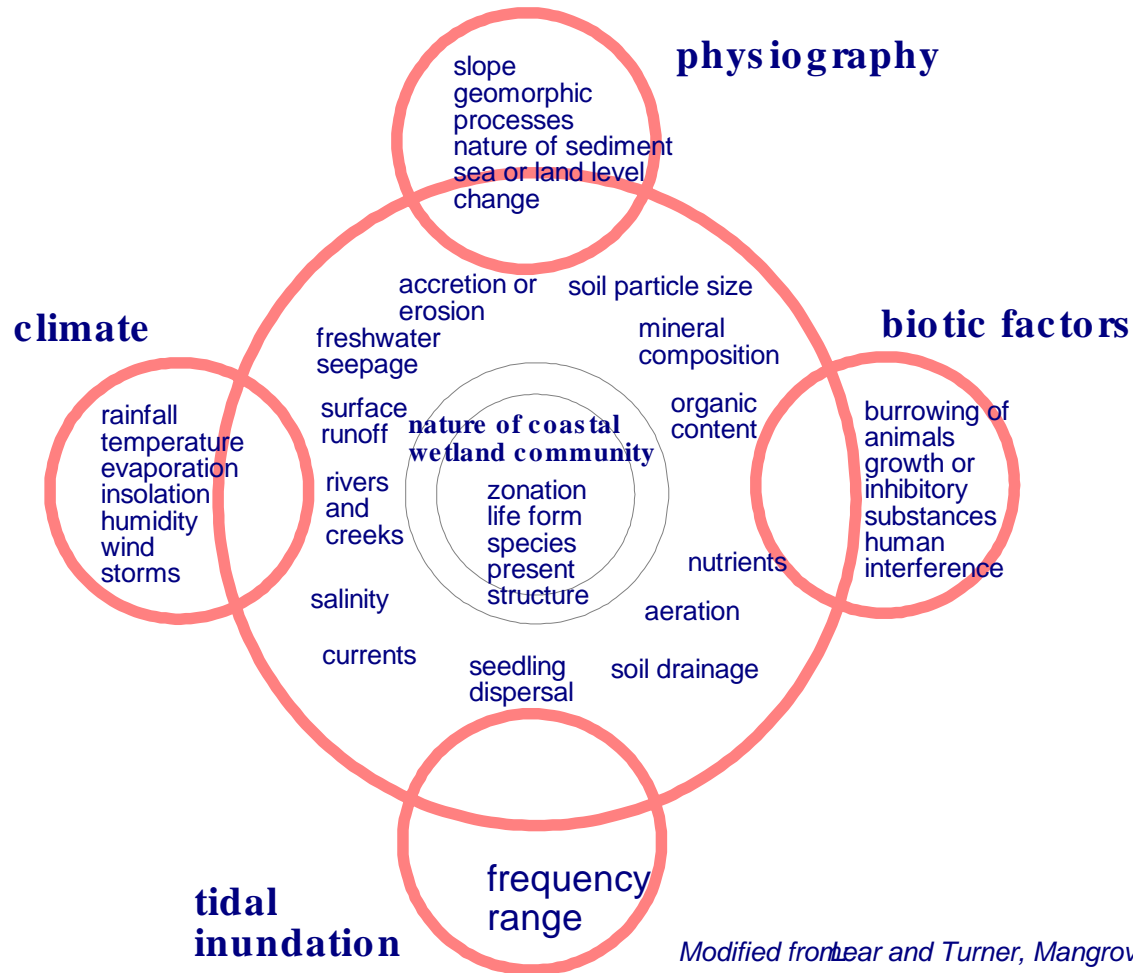 physiography
slope
geomorphic
processes
nature of sediment
sea or land level
change
climate
rainfall
temperature
evaporation
insolation
humidity
wind
storms
biotic factors
burrowing of
animals
growth or
inhibitory
substances
human
interference
accretion or
erosion
soil particle size
freshwater
seepage
mineral
composition
surface
runoff
organic
content
rivers
and
creeks
nutrients
salinity
aeration
currents
seedling
dispersal
soil drainage
nature of coastal
wetland community
zonation
life form
species
present
structure
tidal
inundation
frequency
range
Modified from: Lear and Turner, Mangrov